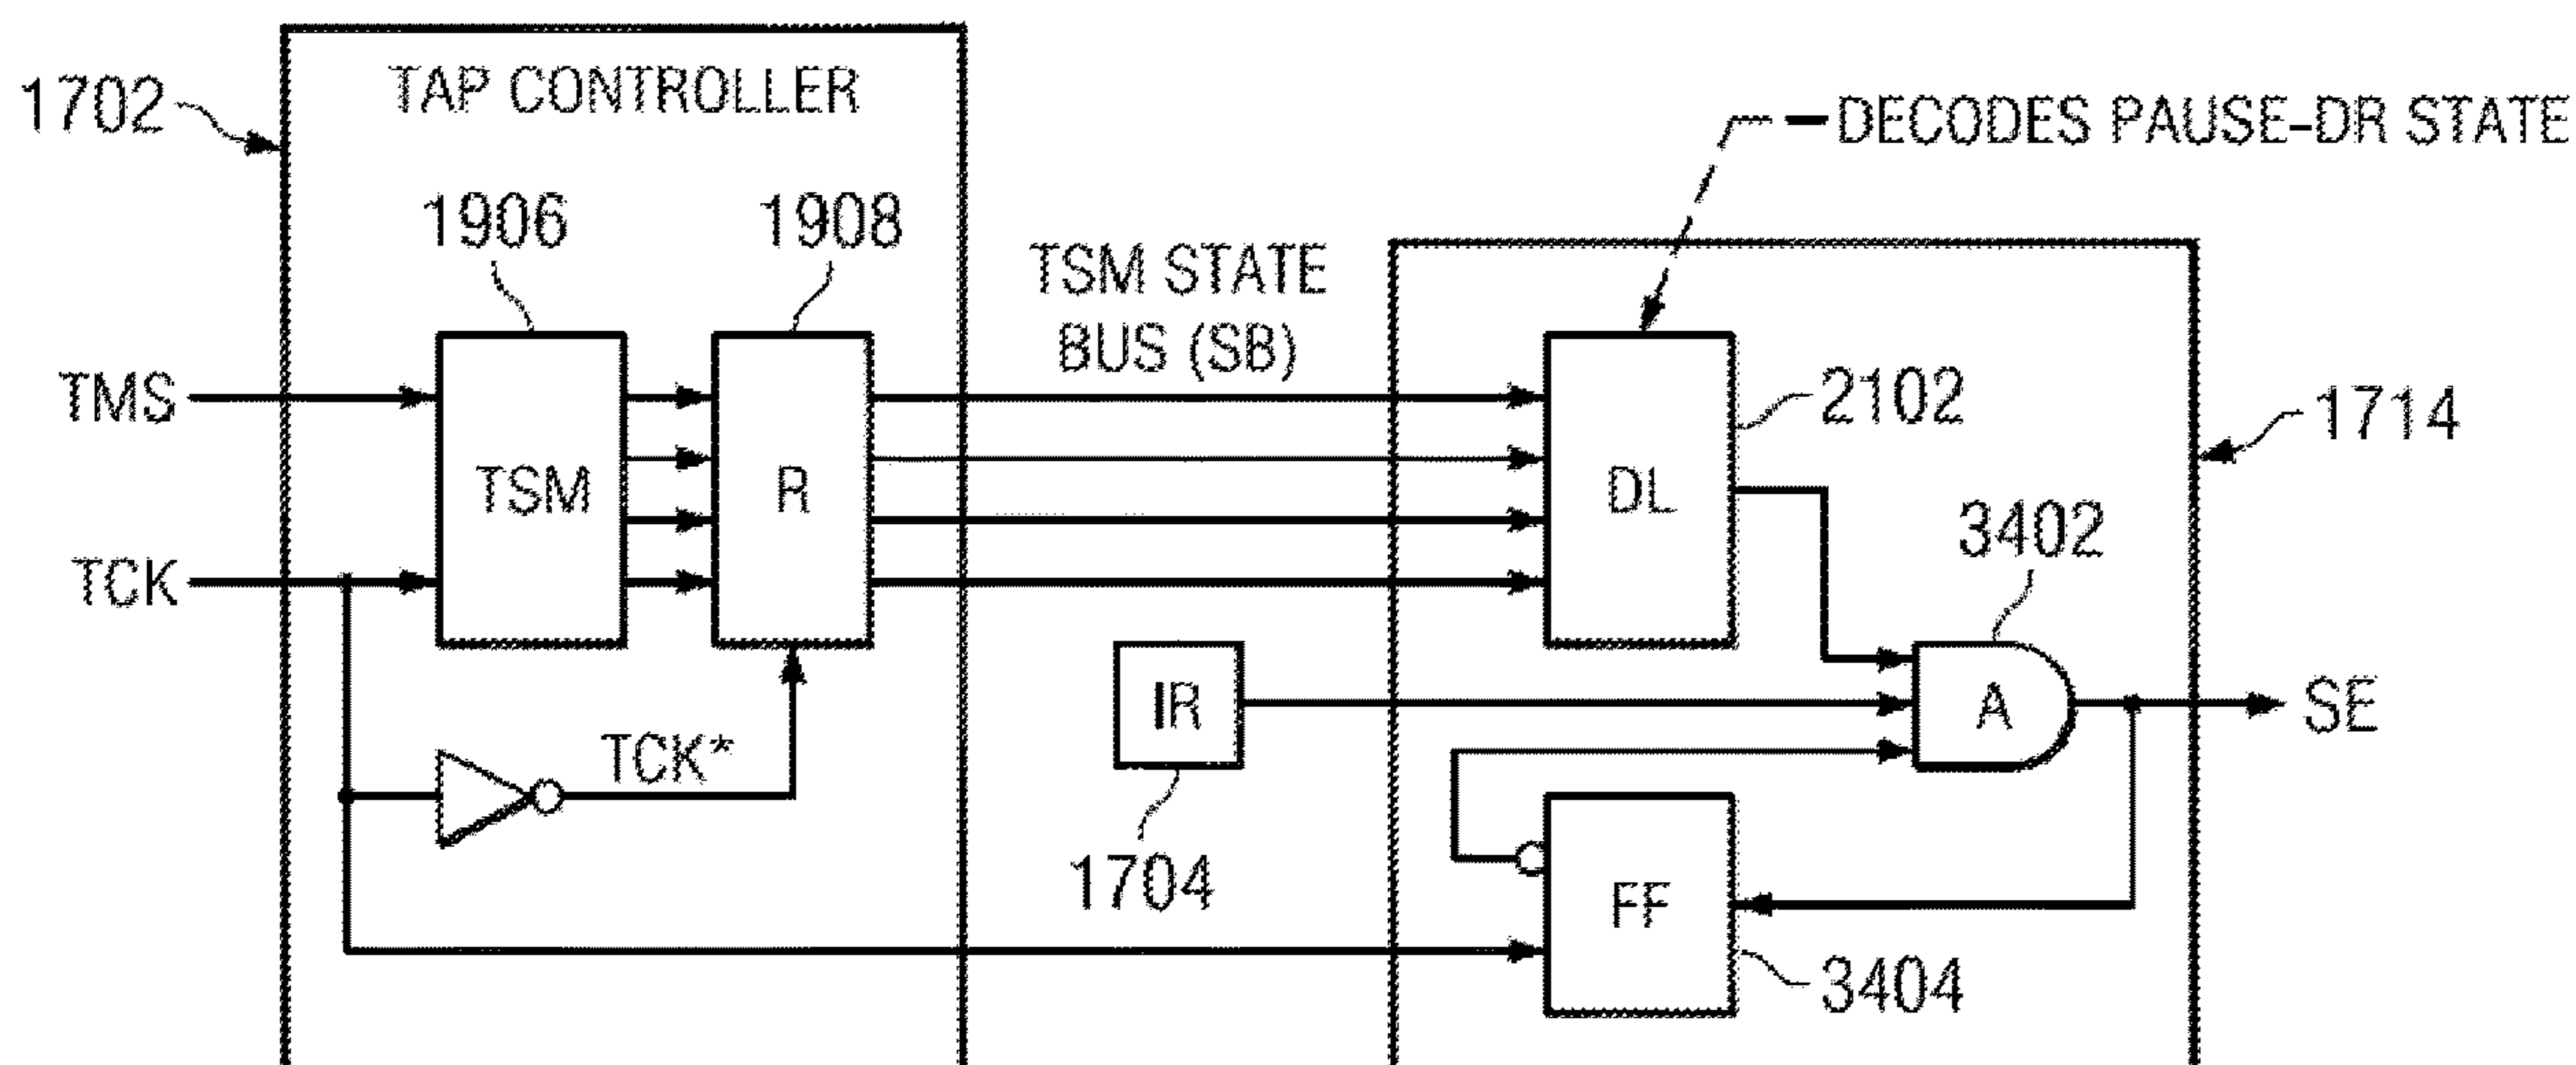 1702
TAP CONTROLLER
DECODES PAUSE-DR STATE
1906
1908
TSM STATE
BUS (SB)
TMS
TSM
R
DL
2102
1714
TCK
3402
IR
A
SE
TCK*
1704
FF
3404